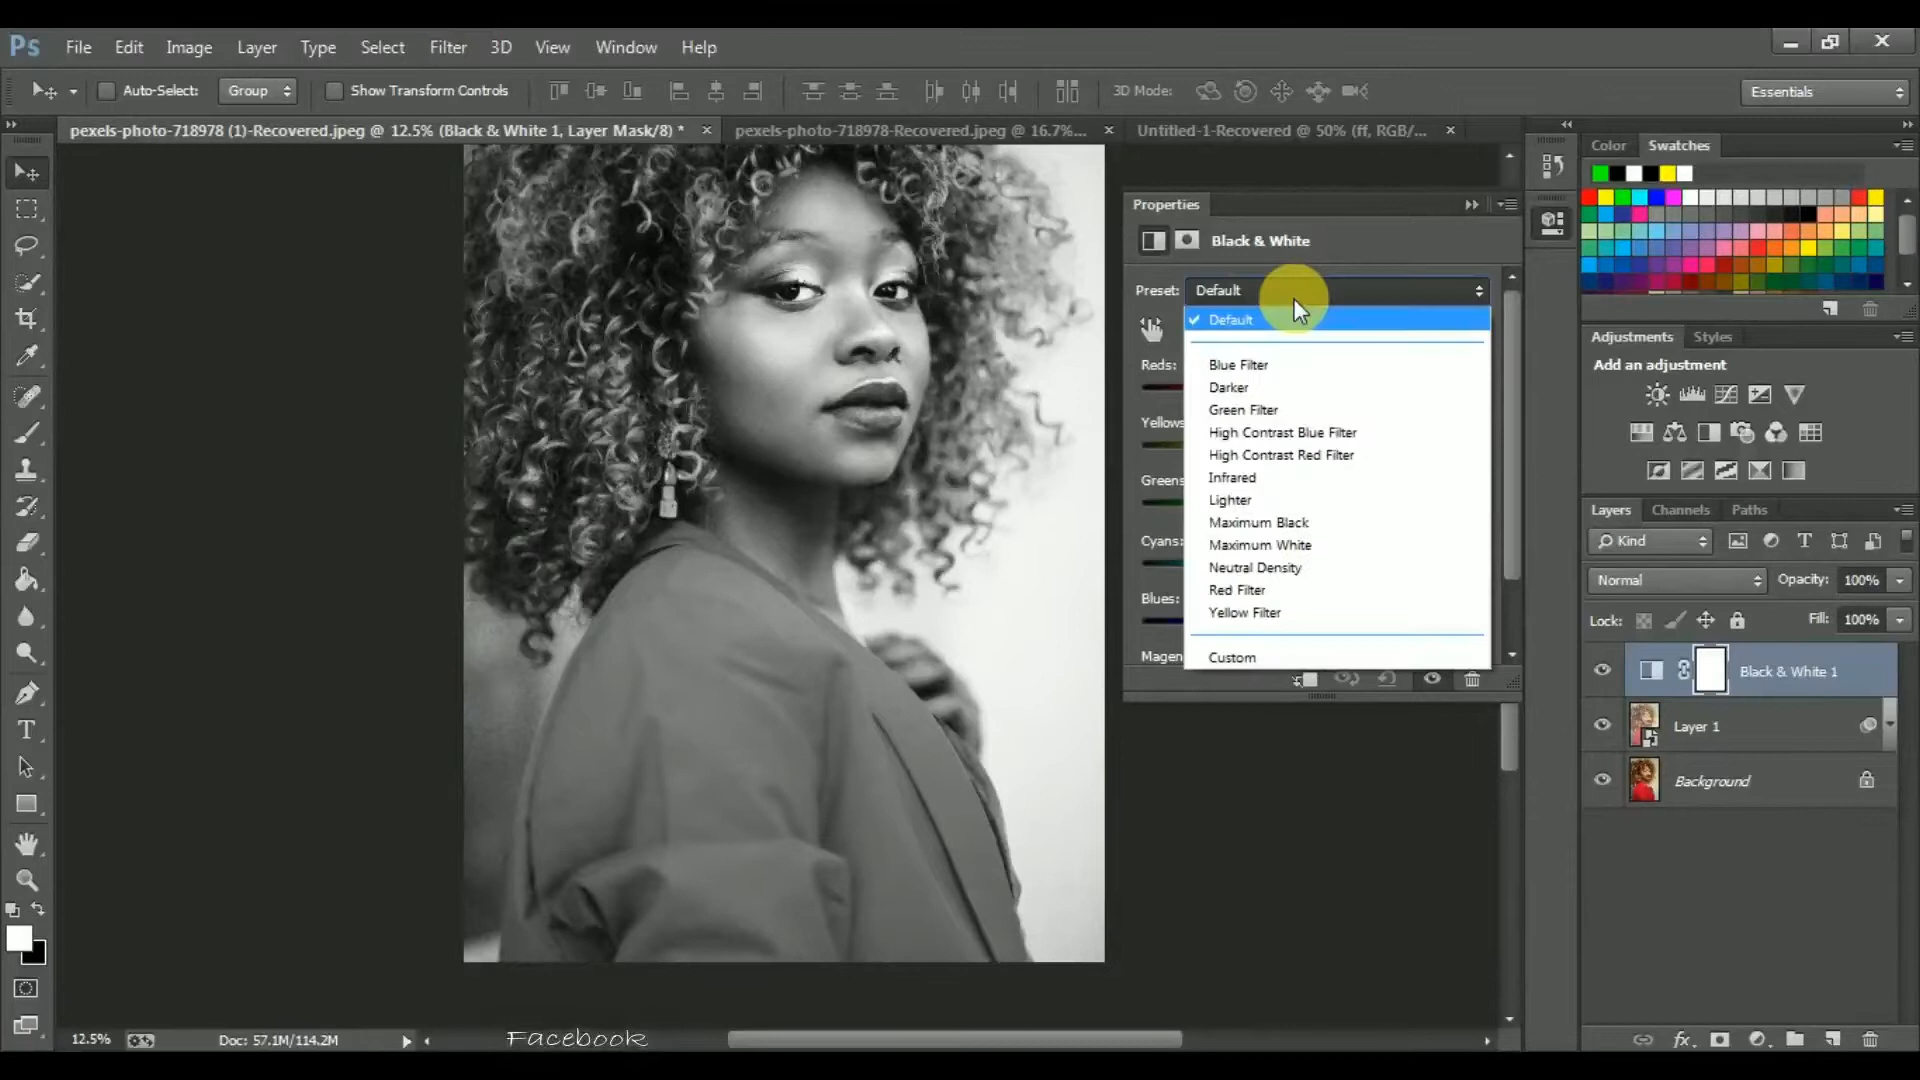 Ps File Edit Image Layer Type Select Filter 3D View Window Help
Auto-Select: Group Show Transform Controls 3D Mode: Essentials
pexels-photo-718978 (1)-Recovered.jpeg @ 12.5% (Black & White 1, Layer Mask/8) * pexels-photo-718978-Recovered.jpeg @ 16.7%... Untitled-1-Recovered @ 50% (ff, RGB/...
Color Swatches
Properties
Black & White
Preset: Default
Default
Reds:
Blue Filter
Darker
Green Filter
Yellows
High Contrast Blue Filter
High Contrast Red Filter
Infrared
Greens
Lighter
Maximum Black
Cyans:
Maximum White
Neutral Density
Red Filter
Blues:
Yellow Filter
Magen
Custom
Adjustments Styles
Add an adjustment
Layers Channels Paths
Kind
Normal Opacity: 100%
Lock: Fill: 100%
Black & White 1
Layer 1
Background
fx
12.5% Doc: 57.1M/114.2M
Facebook